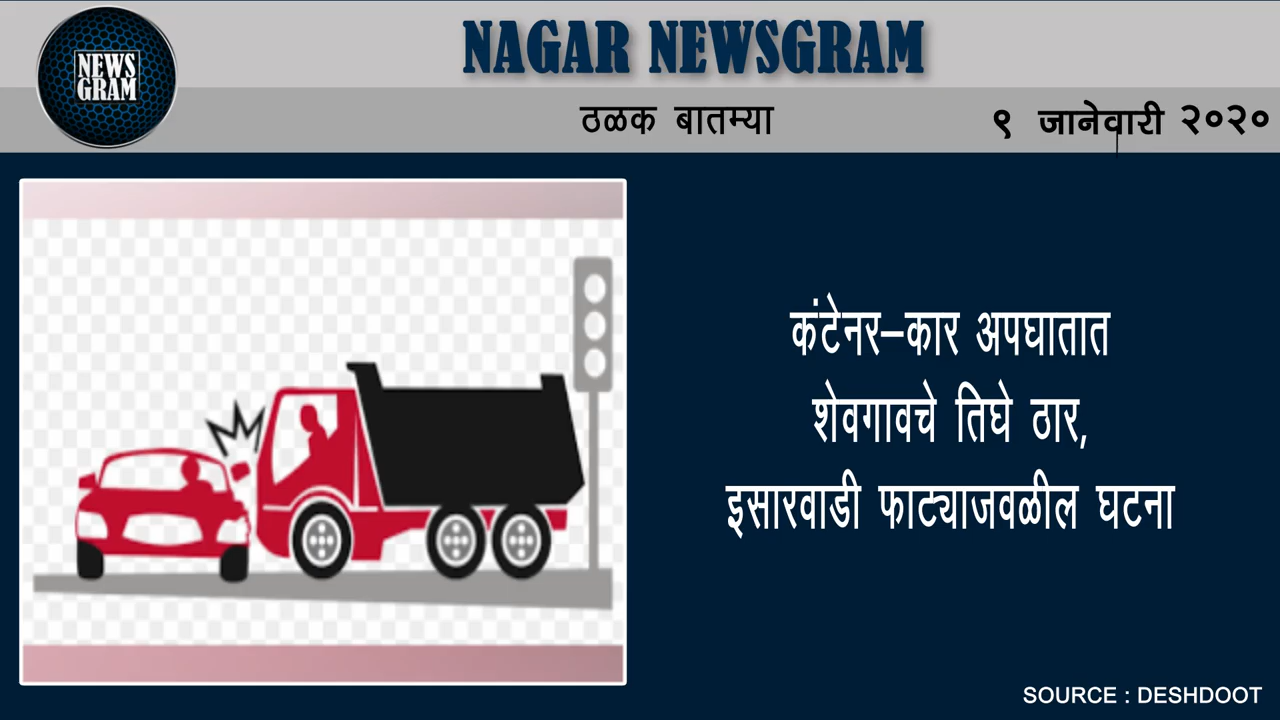 NEWS
GRAM
NAGAR NEWSGRAM
ठळक बातम्या
९ जानेवारी २०२०
कंटेनर–कार अपघातात
शेवगावचे तिघे ठार,
इसारवाडी फाट्याजवळील घटना
SOURCE : DESHDOOT